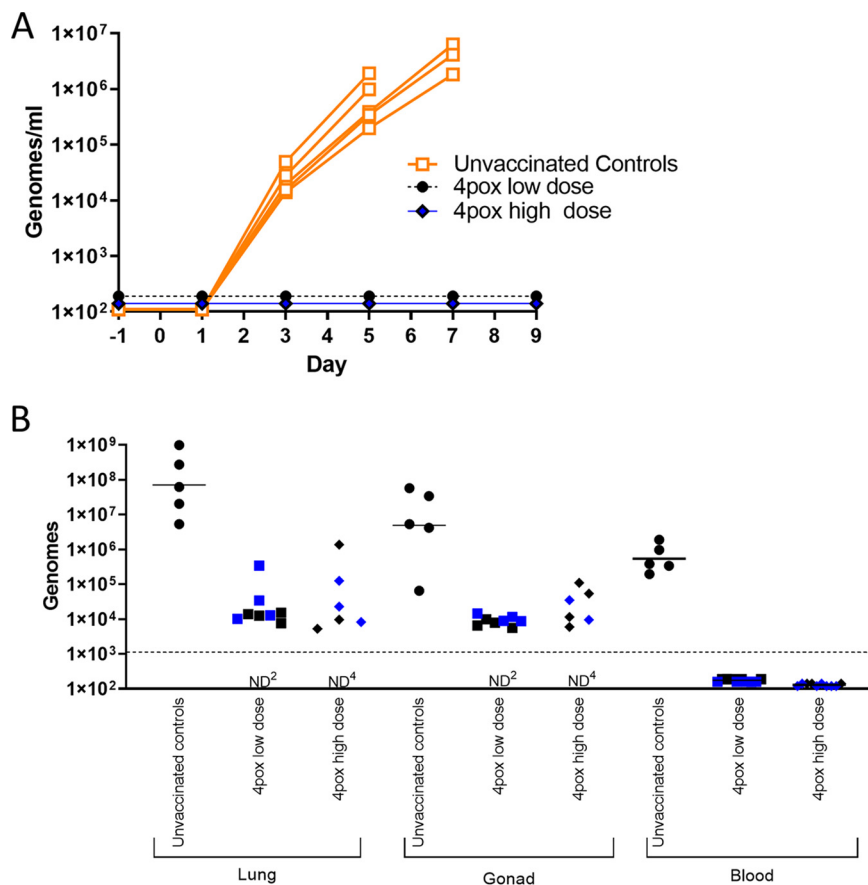 A
1×10⁷
1×10⁶
1×10⁵
1×10⁴
1×10³
1×10²
Genomes/ml
Unvaccinated Controls
4pox low dose
4pox high dose
-1 0 1 2 3 4 5 6 7 8 9
Day
B
1×10⁹
1×10⁸
1×10⁷
1×10⁶
1×10⁵
1×10⁴
1×10³
1×10²
Genomes
ND² ND⁴ ND² ND⁴
Unvaccinated controls
4pox low dose
4pox high dose
Unvaccinated controls
4pox low dose
4pox high dose
Unvaccinated controls
4pox low dose
4pox high dose
Lung Gonad Blood